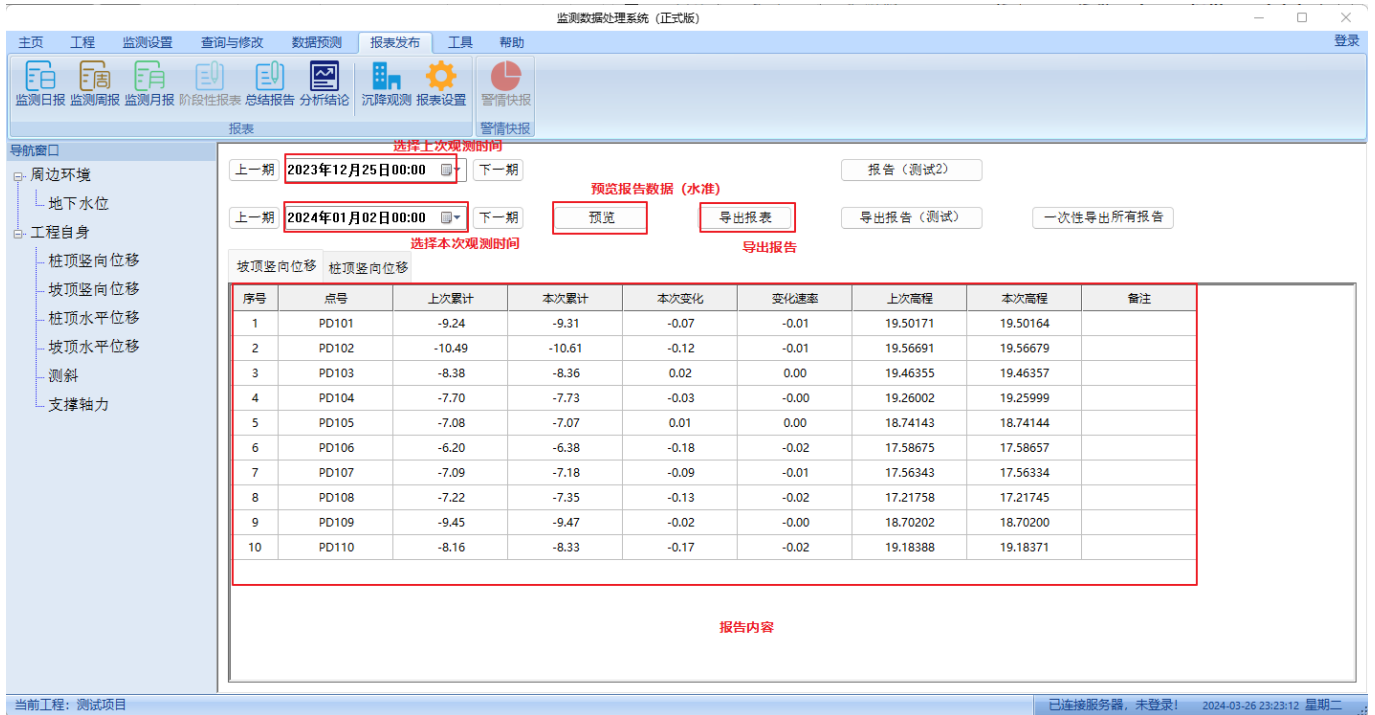 监测数据处理系统（正式版）
主页 工程 监测设置 查询与修改 数据预测 报表发布 工具 帮助 登录
监测日报 监测周报 监测月报 阶段性报表 总结报告 分析结论 沉降观测 报表设置 警情快报
报表 警情快报
导航窗口
周边环境
地下水位
工程自身
桩顶竖向位移
坡顶竖向位移
桩顶水平位移
坡顶水平位移
测斜
支撑轴力
选择上次观测时间
上一期 2023年12月25日00:00 下一期 报告（测试2）
预览报告数据（水准）
上一期 2024年01月02日00:00 下一期 预览 导出报表 导出报告（测试） 一次性导出所有报告
选择本次观测时间 导出报告
坡顶竖向位移 桩顶竖向位移
序号 点号 上次累计 本次累计 本次变化 变化速率 上次高程 本次高程 备注
1 PD101 -9.24 -9.31 -0.07 -0.01 19.50171 19.50164
2 PD102 -10.49 -10.61 -0.12 -0.01 19.56691 19.56679
3 PD103 -8.38 -8.36 0.02 0.00 19.46355 19.46357
4 PD104 -7.70 -7.73 -0.03 -0.00 19.26002 19.25999
5 PD105 -7.08 -7.07 0.01 0.00 18.74143 18.74144
6 PD106 -6.20 -6.38 -0.18 -0.02 17.58675 17.58657
7 PD107 -7.09 -7.18 -0.09 -0.01 17.56343 17.56334
8 PD108 -7.22 -7.35 -0.13 -0.02 17.21758 17.21745
9 PD109 -9.45 -9.47 -0.02 -0.00 18.70202 18.70200
10 PD110 -8.16 -8.33 -0.17 -0.02 19.18388 19.18371
报告内容
当前工程：测试项目 已连接服务器，未登录！ 2024-03-26 23:23:12 星期二